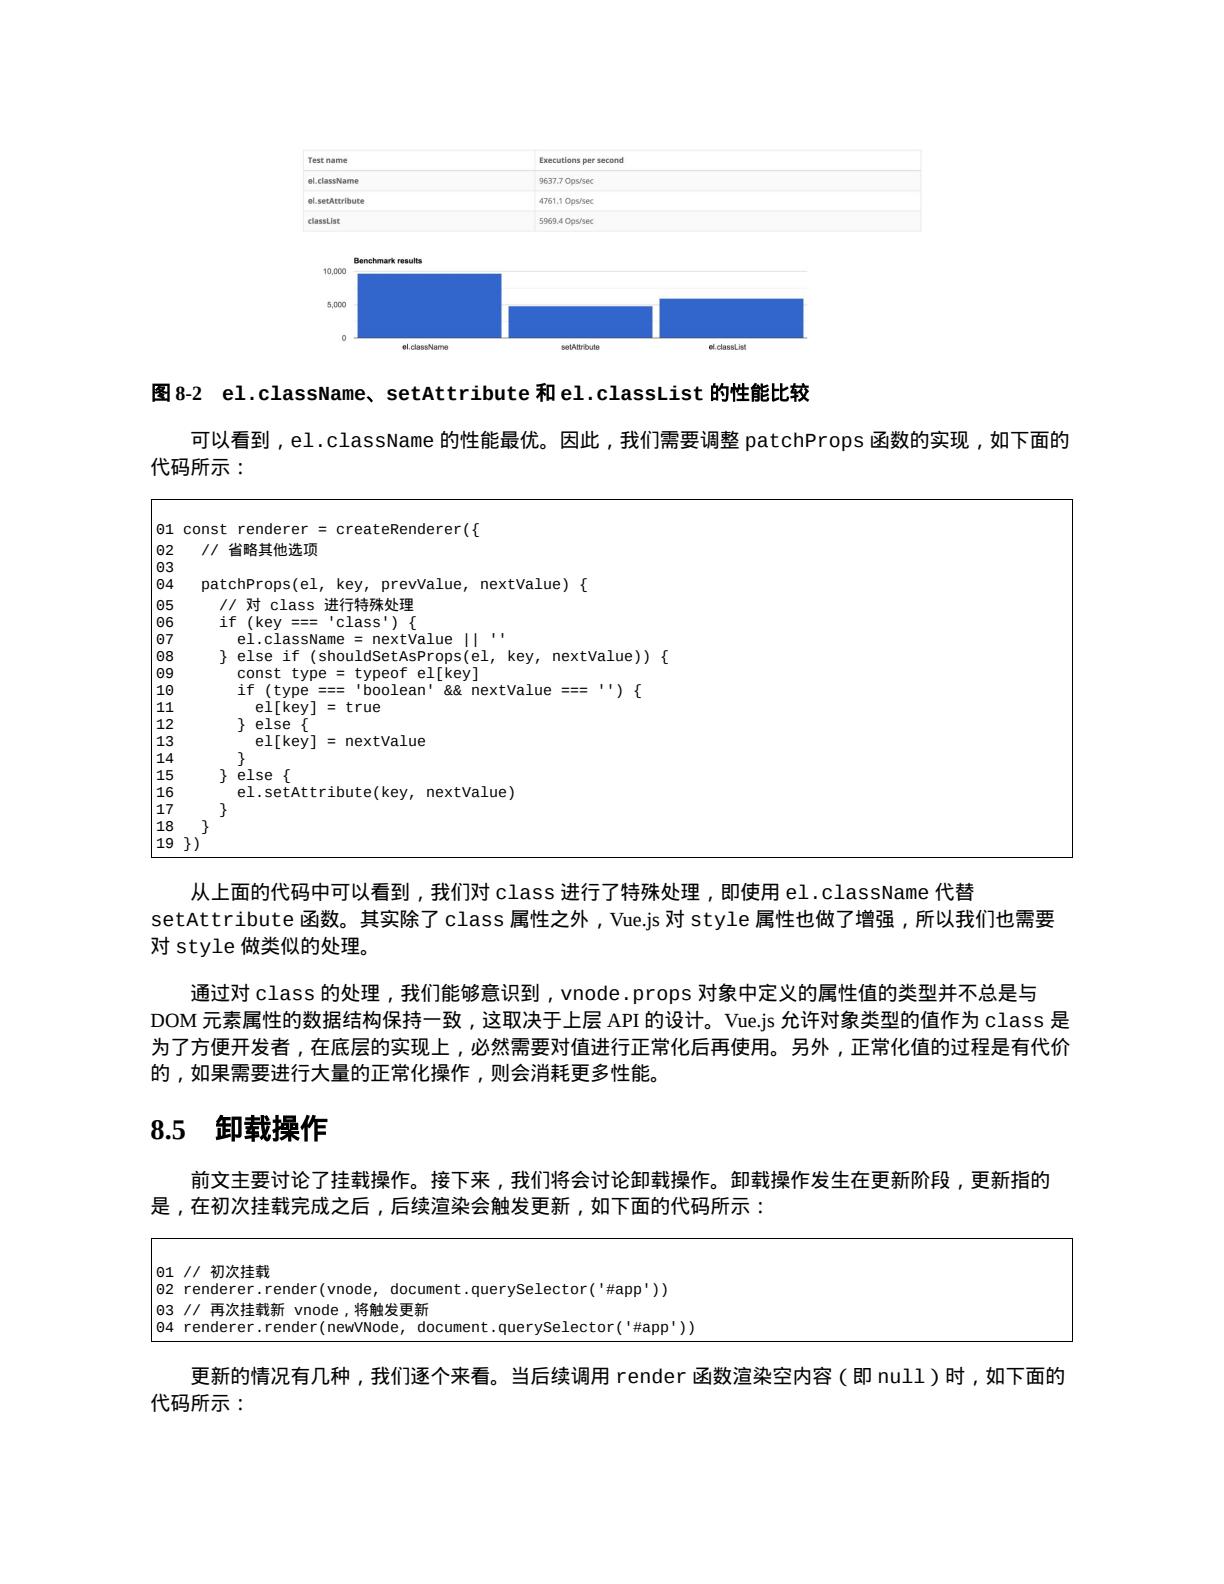 Test name Executions per second
el.className 9637.7 Ops/sec
el.setAttribute 4761.1 Ops/sec
classList 5969.4 Ops/sec
Benchmark results
10,000
5,000
0
el.className setAttribute el.classList
图 8-2 el.className、setAttribute 和 el.classList 的性能比较
可以看到，el.className 的性能最优。因此，我们需要调整 patchProps 函数的实现，如下面的
代码所示：
01 const renderer = createRenderer({
02   // 省略其他选项
03
04   patchProps(el, key, prevValue, nextValue) {
05     // 对 class 进行特殊处理
06     if (key === 'class') {
07       el.className = nextValue || ''
08     } else if (shouldSetAsProps(el, key, nextValue)) {
09       const type = typeof el[key]
10       if (type === 'boolean' && nextValue === '') {
11         el[key] = true
12       } else {
13         el[key] = nextValue
14       }
15     } else {
16       el.setAttribute(key, nextValue)
17     }
18   }
19 })
从上面的代码中可以看到，我们对 class 进行了特殊处理，即使用 el.className 代替
setAttribute 函数。其实除了 class 属性之外，Vue.js 对 style 属性也做了增强，所以我们也需要
对 style 做类似的处理。
通过对 class 的处理，我们能够意识到，vnode.props 对象中定义的属性值的类型并不总是与
DOM 元素属性的数据结构保持一致，这取决于上层 API 的设计。Vue.js 允许对象类型的值作为 class 是
为了方便开发者，在底层的实现上，必然需要对值进行正常化后再使用。另外，正常化值的过程是有代价
的，如果需要进行大量的正常化操作，则会消耗更多性能。
8.5 卸载操作
前文主要讨论了挂载操作。接下来，我们将会讨论卸载操作。卸载操作发生在更新阶段，更新指的
是，在初次挂载完成之后，后续渲染会触发更新，如下面的代码所示：
01 // 初次挂载
02 renderer.render(vnode, document.querySelector('#app'))
03 // 再次挂载新 vnode，将触发更新
04 renderer.render(newVNode, document.querySelector('#app'))
更新的情况有几种，我们逐个来看。当后续调用 render 函数渲染空内容（即 null）时，如下面的
代码所示：